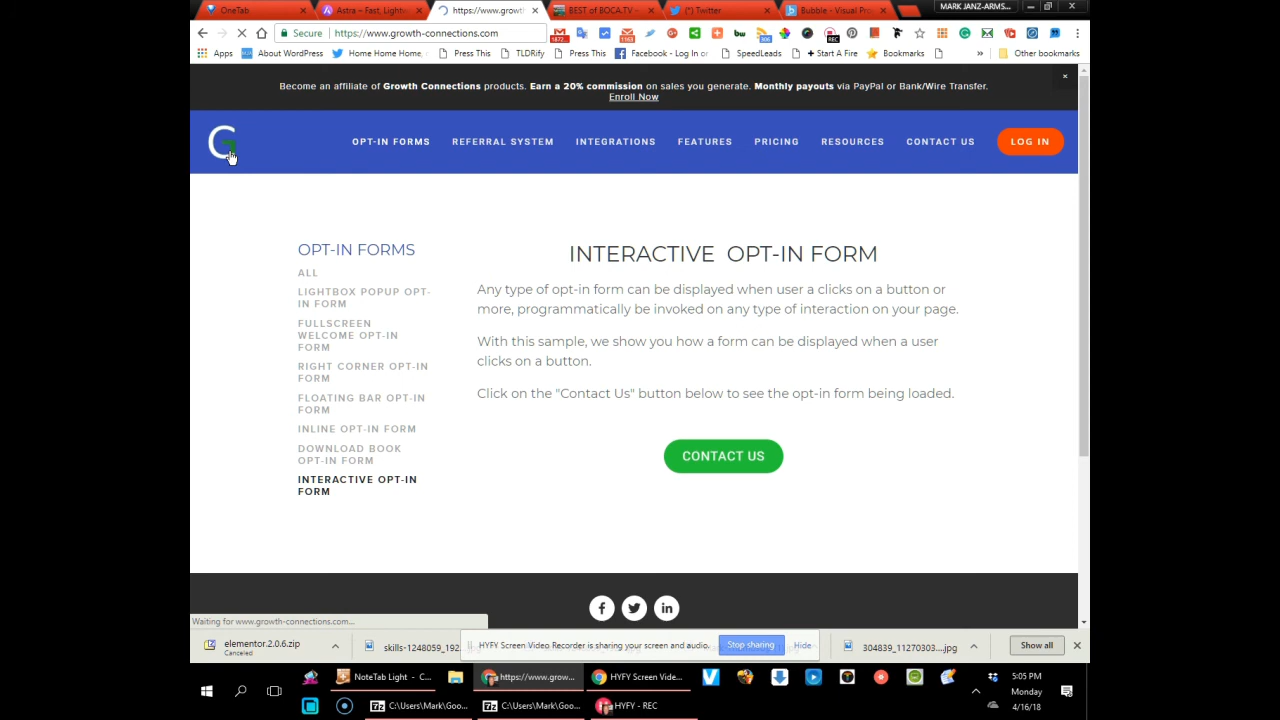 OneTab
Astra – Fast, Lightw
https://www.growth
BEST of BOCA.TV –
(*) Twitter
Bubble - Visual Pro
MARK JANZ-ARMS...
Secure
https://www.growth-connections.com
Apps
About WordPress
Home Home Home,
Press This
TLDRify
Press This
Facebook - Log In or
SpeedLeads
+ Start A Fire
Bookmarks
»
Other bookmarks
Become an affiliate of Growth Connections products. Earn a 20% commission on sales you generate. Monthly payouts via PayPal or Bank/Wire Transfer.
Enroll Now
G
OPT-IN FORMS
REFERRAL SYSTEM
INTEGRATIONS
FEATURES
PRICING
RESOURCES
CONTACT US
LOG IN
OPT-IN FORMS
ALL
LIGHTBOX POPUP OPT-
IN FORM
FULLSCREEN
WELCOME OPT-IN
FORM
RIGHT CORNER OPT-IN
FORM
FLOATING BAR OPT-IN
FORM
INLINE OPT-IN FORM
DOWNLOAD BOOK
OPT-IN FORM
INTERACTIVE OPT-IN
FORM
INTERACTIVE OPT-IN FORM
Any type of opt-in form can be displayed when user a clicks on a button or
more, programmatically be invoked on any type of interaction on your page.
With this sample, we show you how a form can be displayed when a user
clicks on a button.
Click on the "Contact Us" button below to see the opt-in form being loaded.
CONTACT US
Waiting for www.growth-connections.com...
elementor.2.0.6.zip
Canceled
skills-1248059_192
HYFY Screen Video Recorder is sharing your screen and audio.
Stop sharing
Hide
304839_11270303....jpg
Show all
NoteTab Light - C...
https://www.grow...
HYFY Screen Vide...
5:05 PM
Monday
4/16/18
C:\Users\Mark\Goo...
C:\Users\Mark\Goo...
HYFY - REC